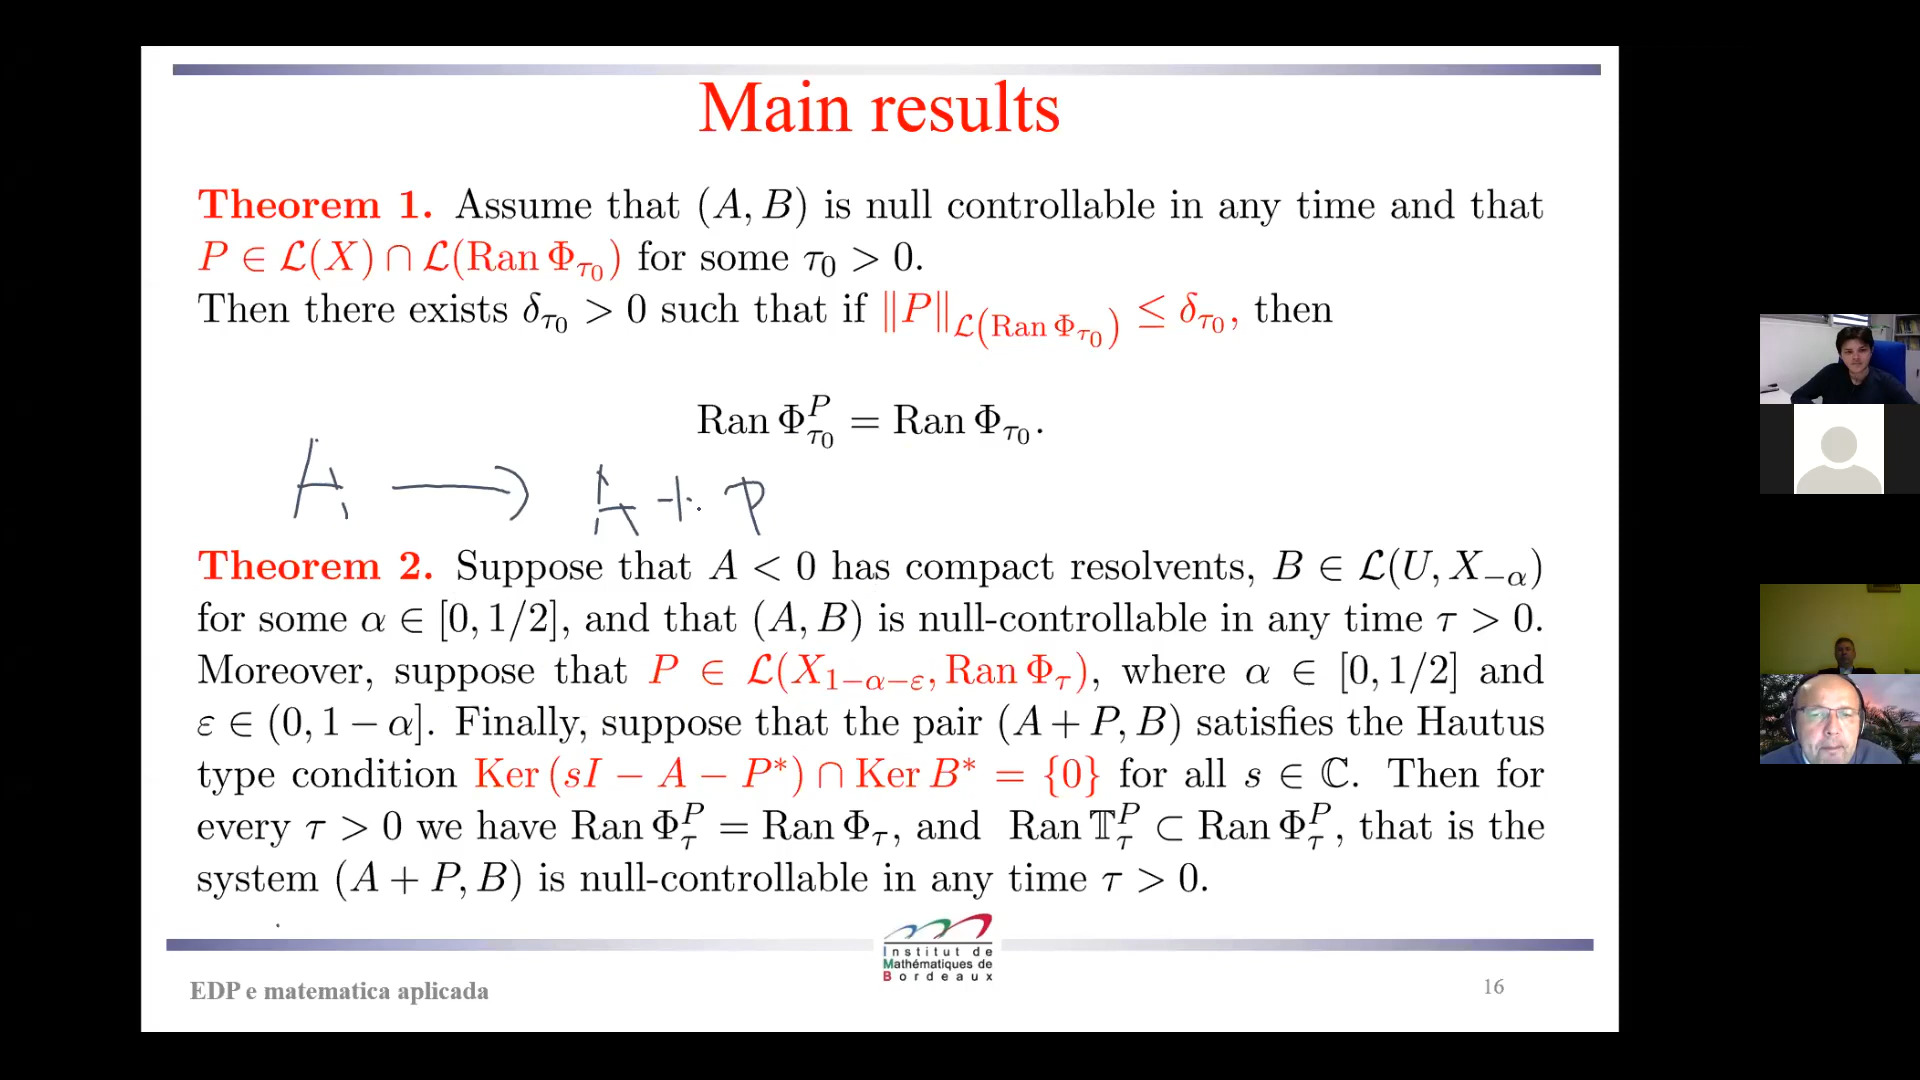 Main results
Theorem 1. Assume that (A, B) is null controllable in any time and that
P ∈ ℒ(X) ∩ ℒ(Ran Φ_{τ₀}) for some τ₀ > 0.
Then there exists δ_{τ₀} > 0 such that if ‖P‖_{ℒ(Ran Φ_{τ₀})} ≤ δ_{τ₀}, then
Ran Φ^P_{τ₀} = Ran Φ_{τ₀}.
A → A + P
Theorem 2. Suppose that A < 0 has compact resolvents, B ∈ ℒ(U, X_{−α})
for some α ∈ [0, 1/2], and that (A, B) is null-controllable in any time τ > 0.
Moreover, suppose that P ∈ ℒ(X_{1−α−ε}, Ran Φ_τ), where α ∈ [0, 1/2] and
ε ∈ (0, 1 − α]. Finally, suppose that the pair (A + P, B) satisfies the Hautus
type condition Ker (sI − A − P*) ∩ Ker B* = {0} for all s ∈ ℂ. Then for
every τ > 0 we have Ran Φ^P_τ = Ran Φ_τ, and Ran 𝕋^P_τ ⊂ Ran Φ^P_τ, that is the
system (A + P, B) is null-controllable in any time τ > 0.
Institut de
Mathématiques de
Bordeaux
EDP e matematica aplicada
16